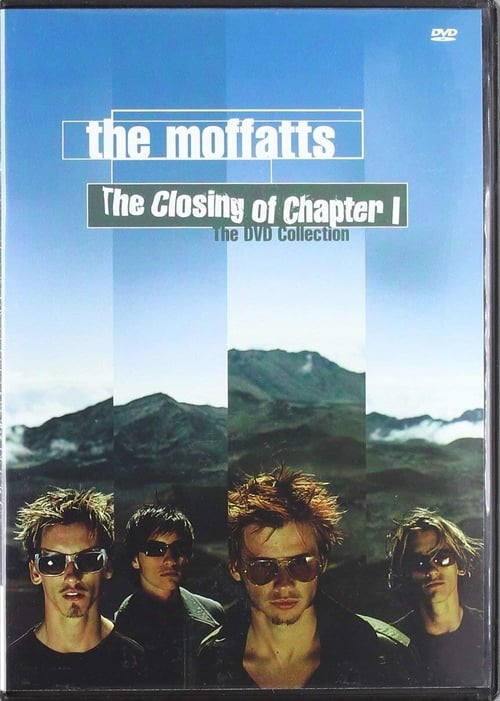 DVD
the moffatts
The Closing of Chapter I
The DVD Collection